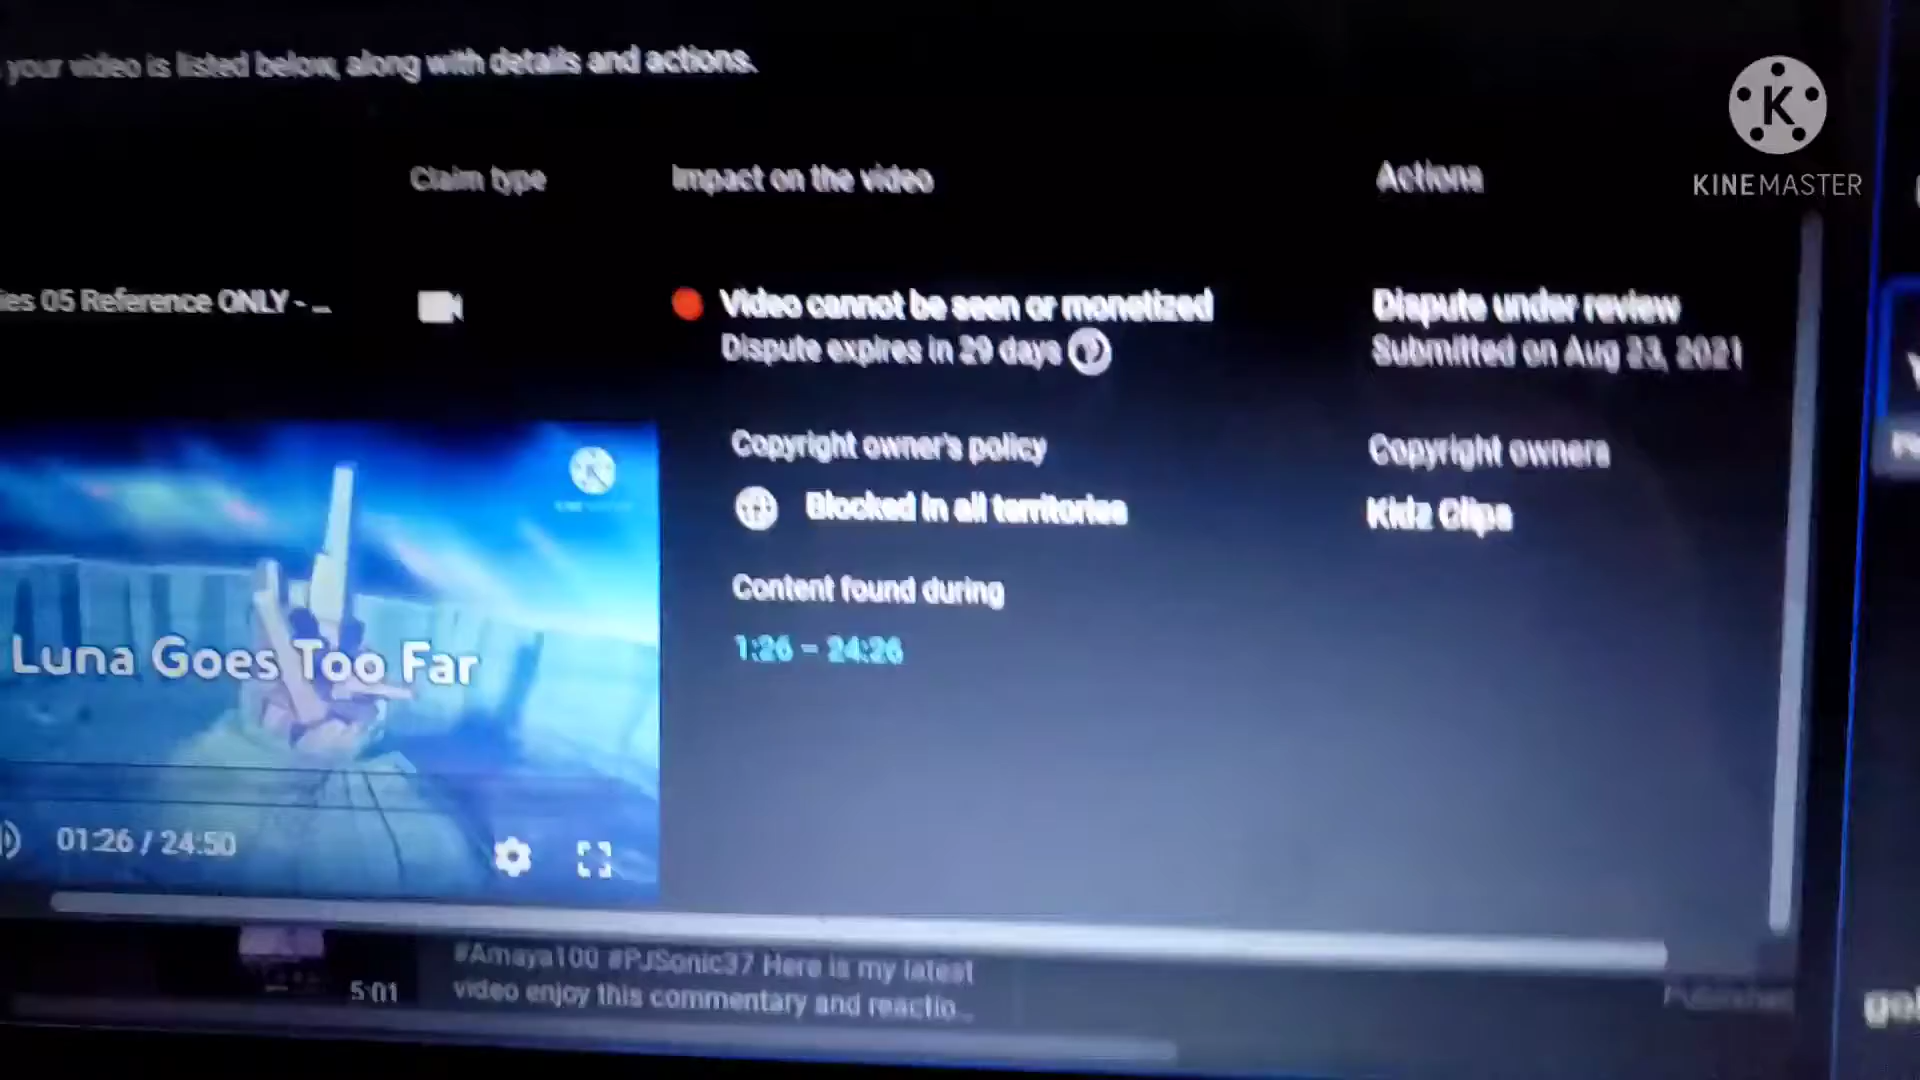 your video is listed below, along with details and actions.
KINEMASTER
Claim type
Impact on the video
Actions
ies 05 Reference ONLY - ...
Video cannot be seen or monetized
Dispute expires in 29 days
Dispute under review
Submitted on Aug 23, 2021
Copyright owner's policy
Blocked in all territories
Copyright owners
Kidz Clips
Content found during
1:26 – 24:26
Luna Goes Too Far
01:26 / 24:50
#Amaya100 #PJSonic37 Here is my latest
video enjoy this commentary and reactio...
5:01
Published